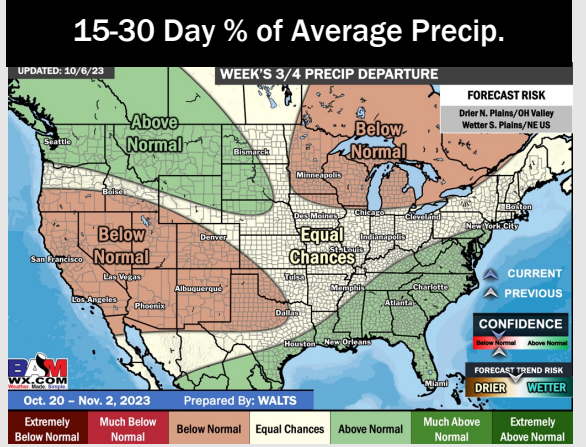 15-30 Day % of Average Precip.
UPDATED: 10/6/23
WEEK'S 3/4 PRECIP DEPARTURE
FORECAST RISK
Drier N. Plains/OH Valley
Wetter S. Plains/NE US
Above
Normal
Below
Normal
Seattle
Bismarck
Minneapolis
Boise
Boston
Des Moines
Chicago
Cleveland
New York City
Below
Normal
Denver
Equal
Chances
Indianapolis
St. Louis
San Francisco
Las Vegas
Tulsa
CURRENT
Los Angeles
Albuquerque
Memphis
Charlotte
PREVIOUS
Phoenix
Atlanta
Dallas
CONFIDENCE
Houston
New Orleans
Below Normal
Above Normal
BAM
WX.COM
Weather. Made. Simple.
FORECAST TREND RISK
Miami
DRIER
WETTER
Oct. 20 – Nov. 2, 2023
Prepared By: WALTS
Extremely
Below Normal
Much Below
Normal
Below Normal
Equal Chances
Above Normal
Much Above
Normal
Extremely
Above Normal